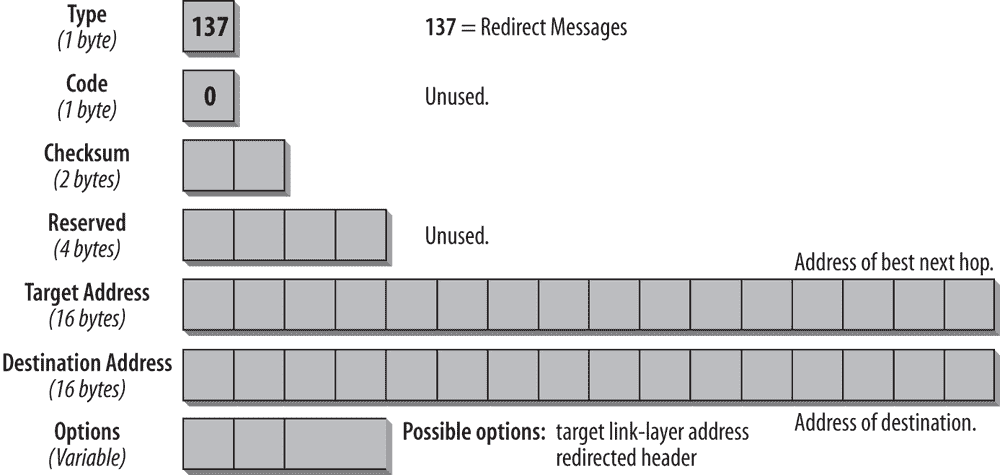 Type
(1 byte)
137
137 = Redirect Messages
Code
(1 byte)
0
Unused.
Checksum
(2 bytes)
Reserved
(4 bytes)
Unused.
Address of best next hop.
Target Address
(16 bytes)
Destination Address
(16 bytes)
Address of destination.
Options
(Variable)
Possible options: target link-layer address
redirected header